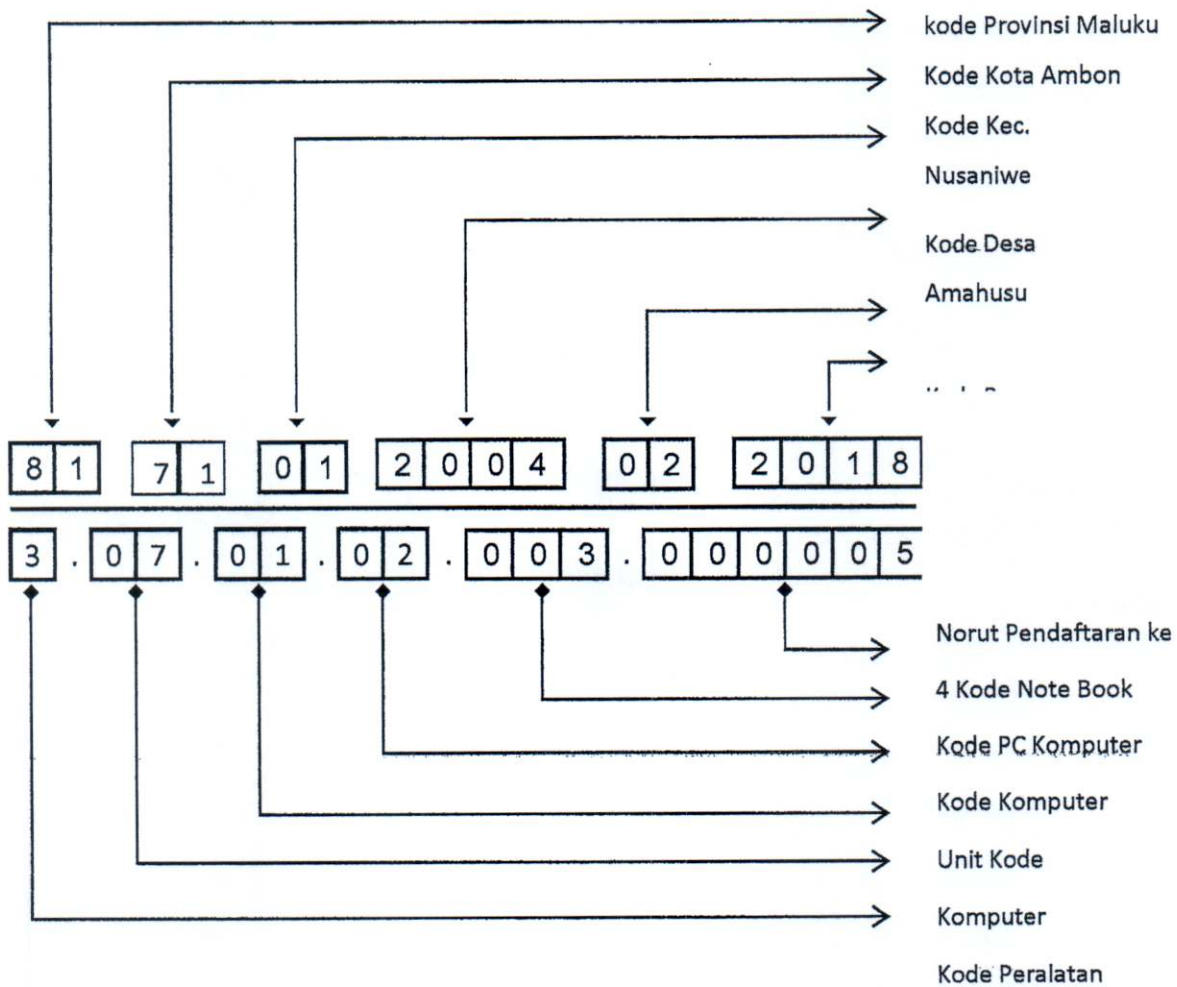 kode Provinsi Maluku
Kode Kota Ambon
Kode Kec.
Nusaniwe
Kode Desa
Amahusu
8 1 7 1 0 1 2 0 0 4 0 2 2 0 1 8
3 . 0 7 . 0 1 . 0 2 . 0 0 3 . 0 0 0 0 0 5
Norut Pendaftaran ke
4 Kode Note Book
Kode PC Komputer
Kode Komputer
Unit Kode
Komputer
Kode Peralatan